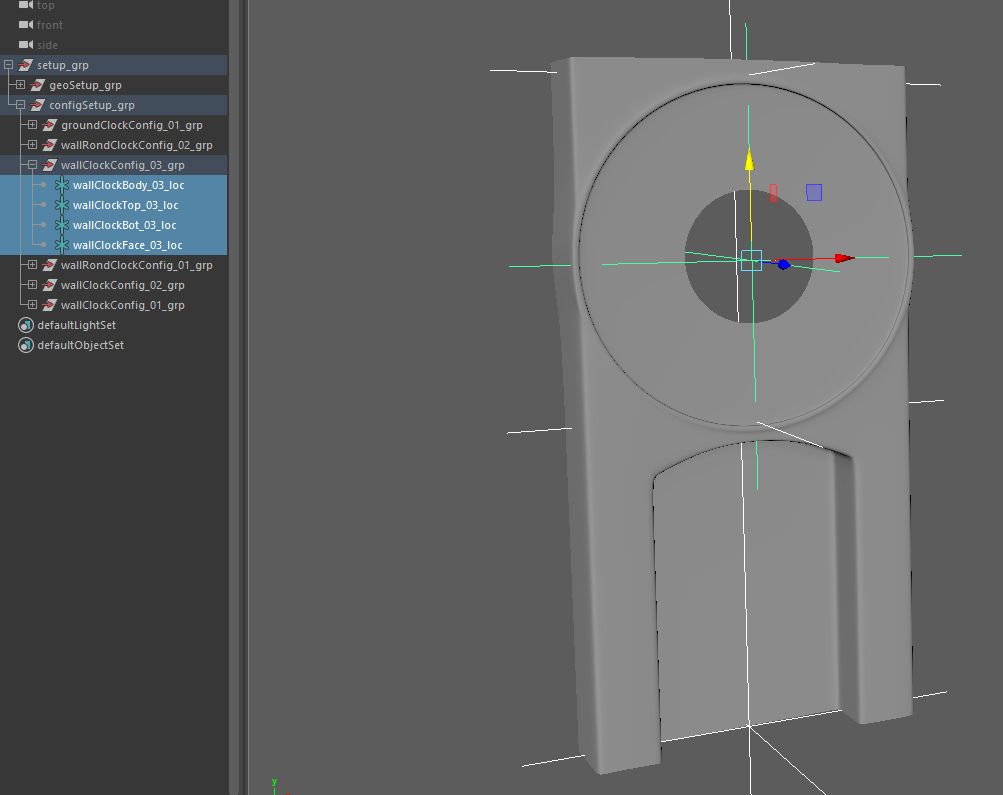 top
front
side
setup_grp
geoSetup_grp
configSetup_grp
groundClockConfig_01_grp
wallRondClockConfig_02_grp
wallClockConfig_03_grp
wallClockBody_03_loc
wallClockTop_03_loc
wallClockBot_03_loc
wallClockFace_03_loc
wallRondClockConfig_01_grp
wallClockConfig_02_grp
wallClockConfig_01_grp
defaultLightSet
defaultObjectSet
y